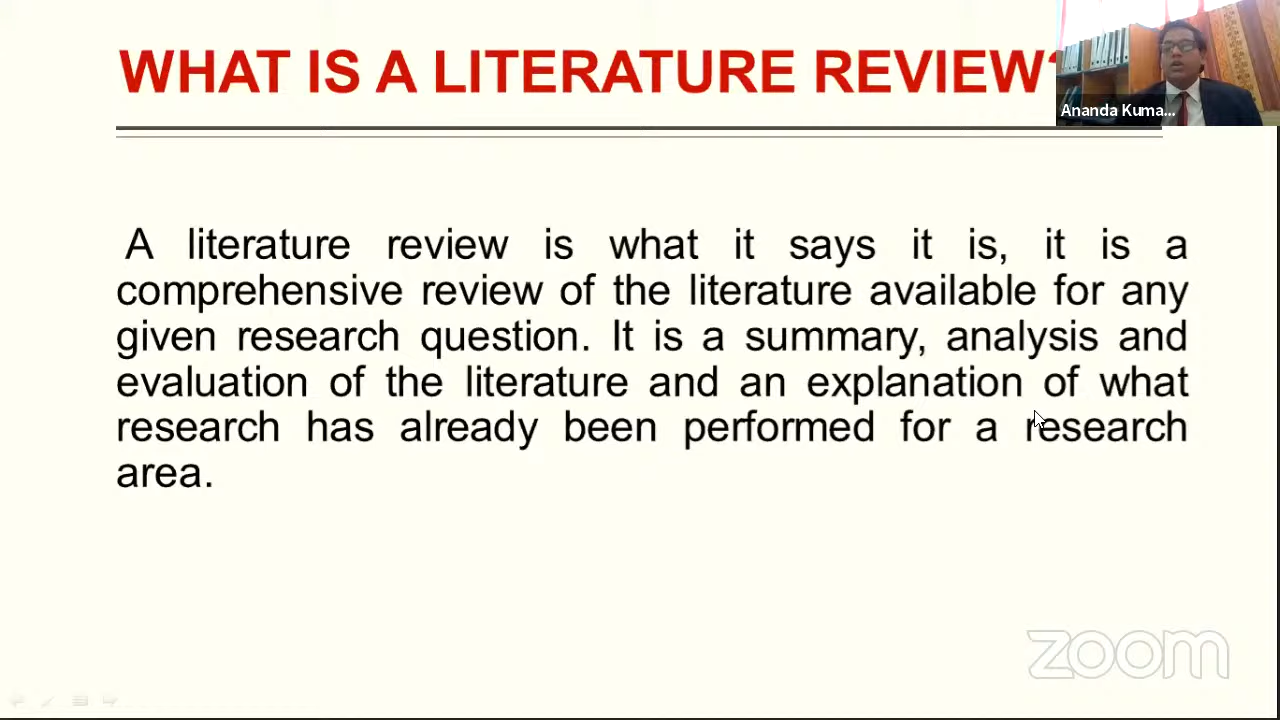 WHAT IS A LITERATURE REVIEW?
Ananda Kuma...
A literature review is what it says it is, it is a
comprehensive review of the literature available for any
given research question. It is a summary, analysis and
evaluation of the literature and an explanation of what
research has already been performed for a research
area.
zoom